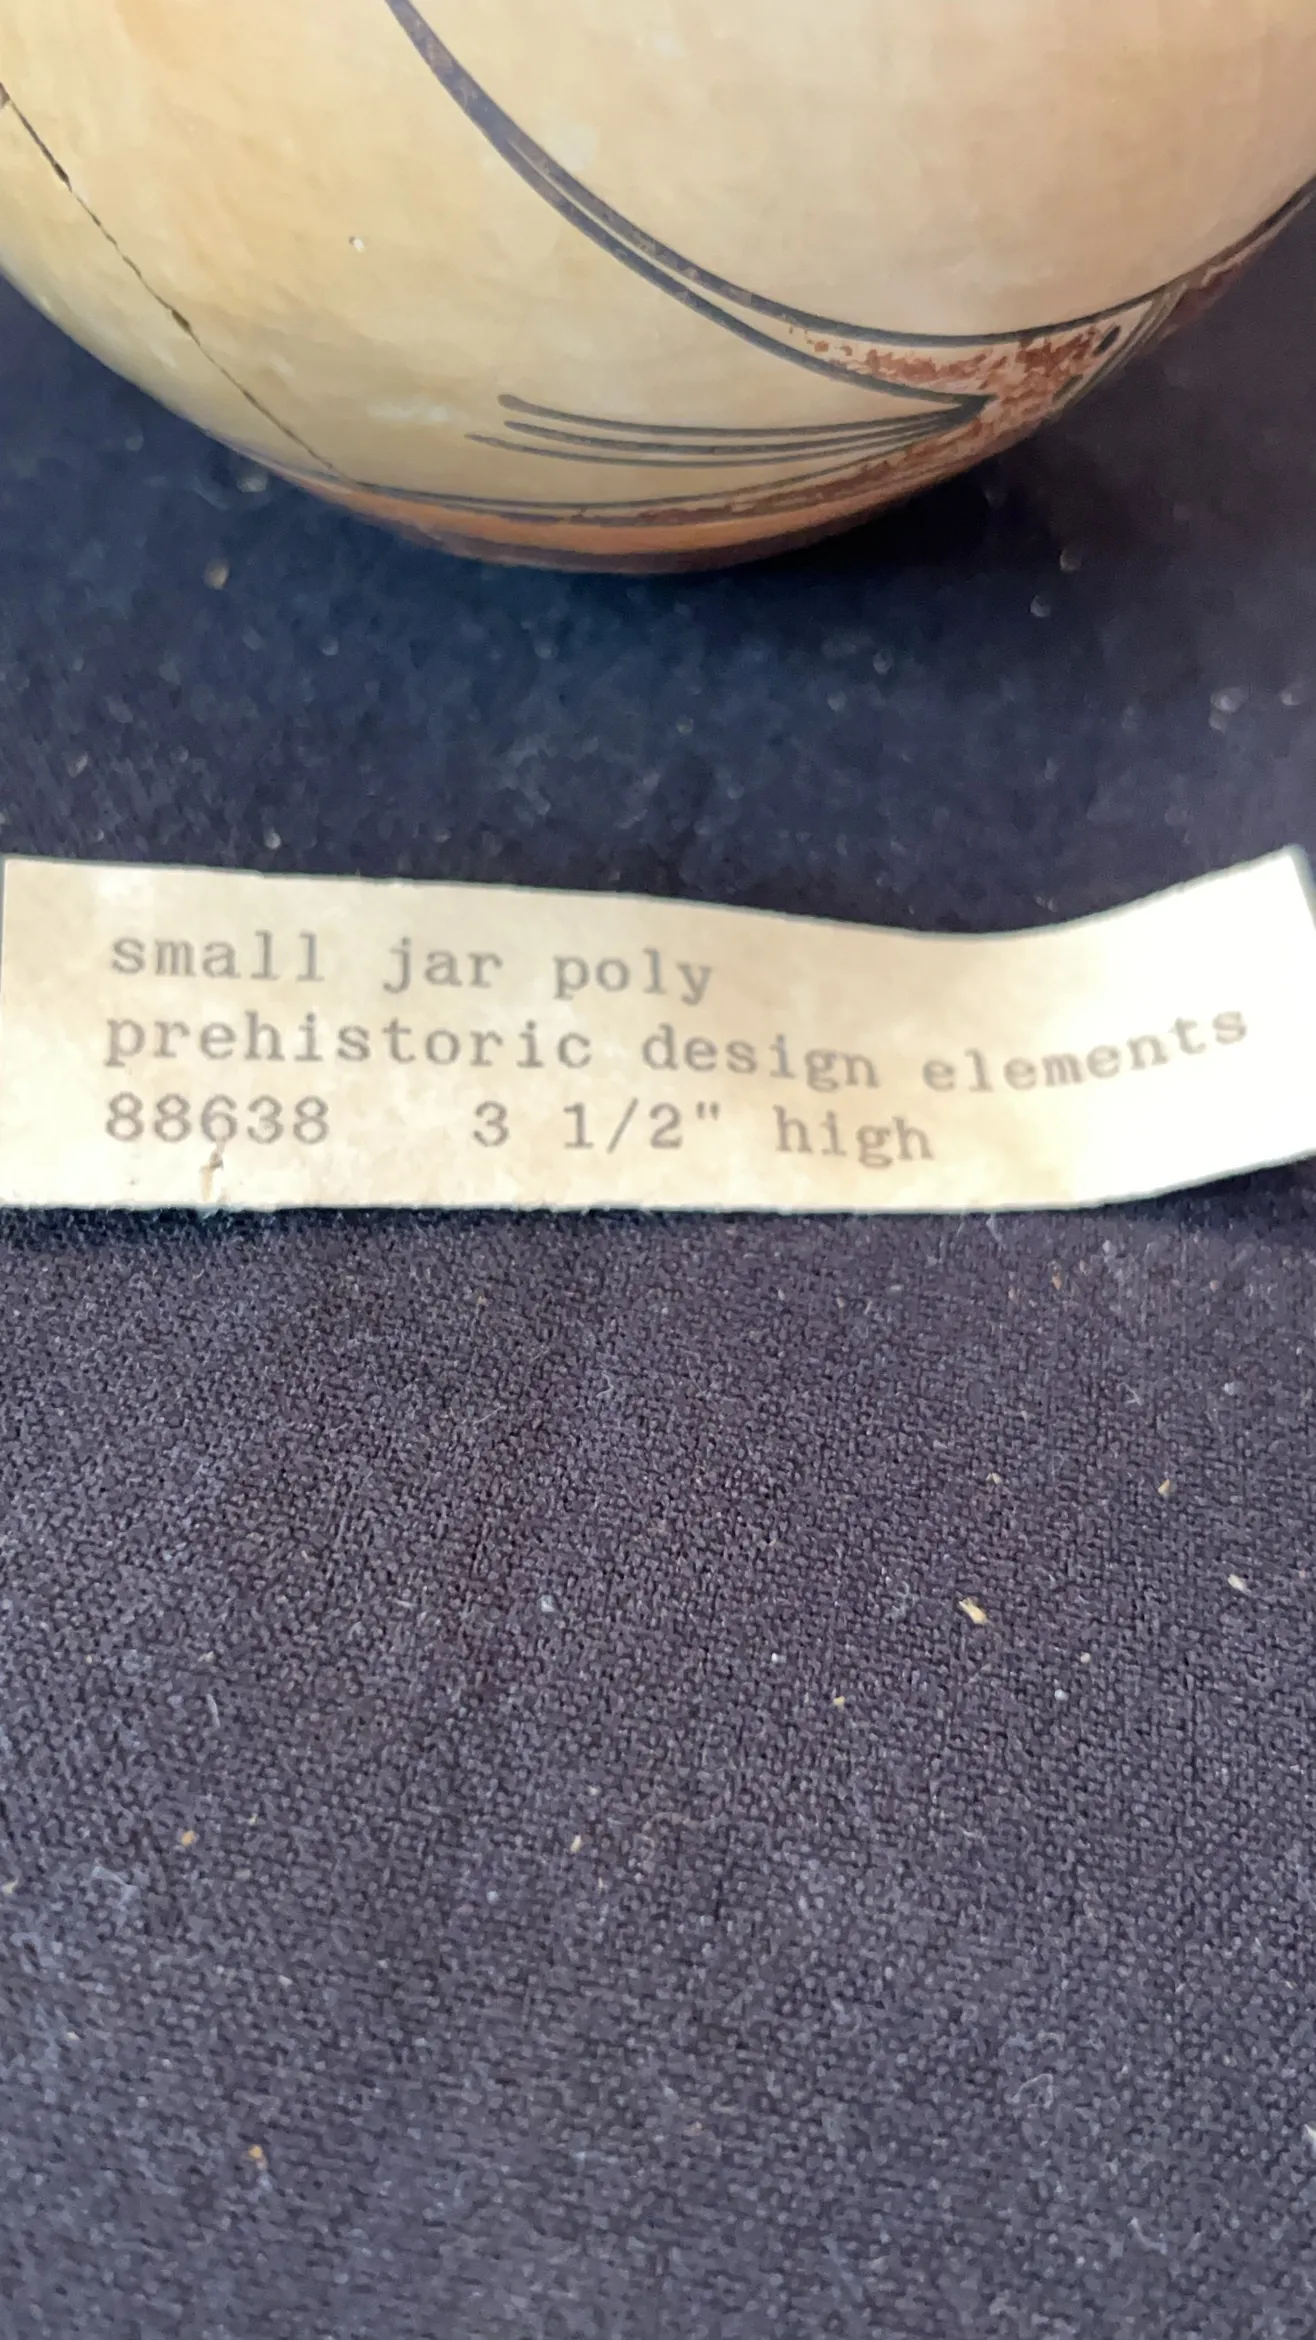 small jar poly
prehistoric design elements
88638 3 1/2" high